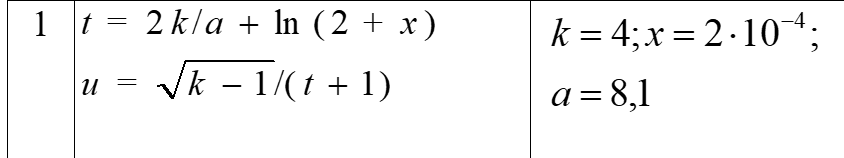 1
t = 2 k/a + ln (2 + x)
u = √(k − 1)/(t + 1)
k = 4; x = 2·10⁻⁴;
a = 8,1